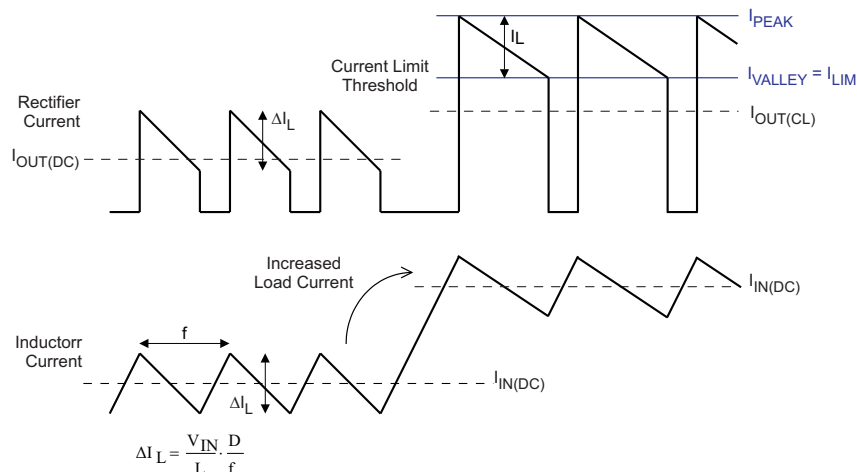 I_PEAK
I_L
Current Limit
Threshold
I_VALLEY = I_LIM
Rectifier
Current
ΔI_L
I_OUT(CL)
I_OUT(DC)
Increased
Load Current
I_IN(DC)
f
Inductorr
Current
I_IN(DC)
ΔI_L
ΔI_L = V_IN/L · D/f